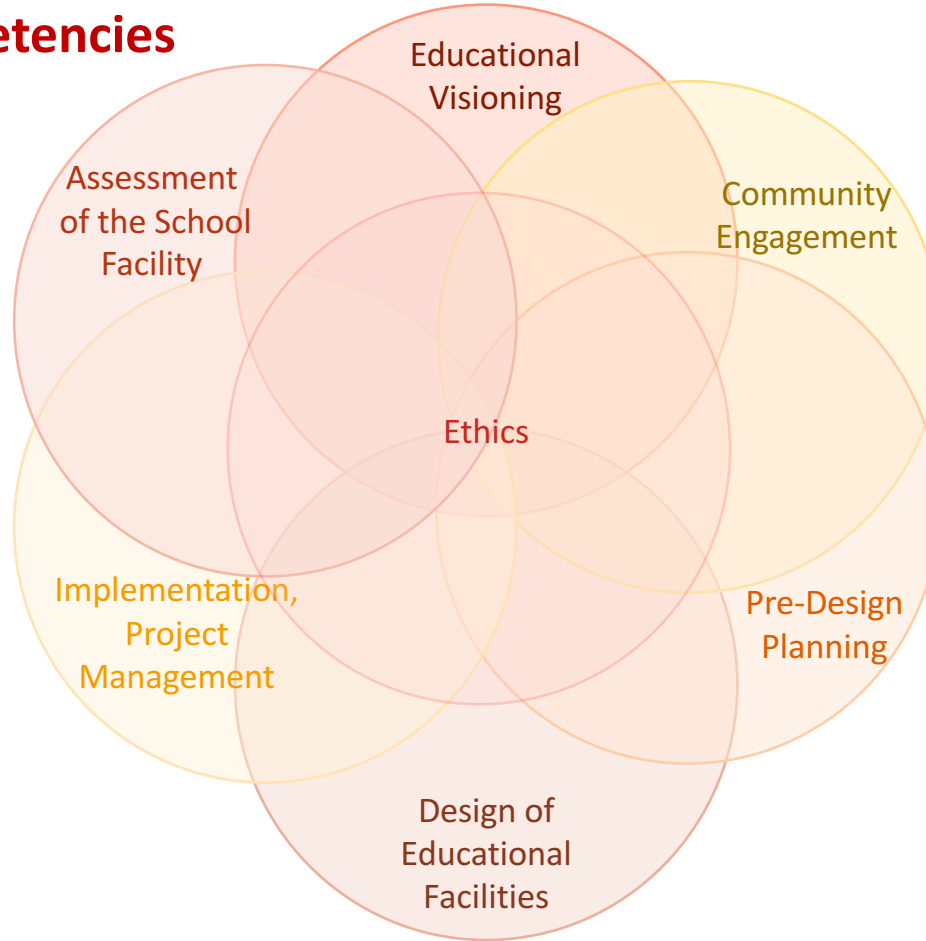 etencies
Educational
Visioning
Assessment
of the School
Facility
Community
Engagement
Ethics
Implementation,
Project
Management
Pre-Design
Planning
Design of
Educational
Facilities